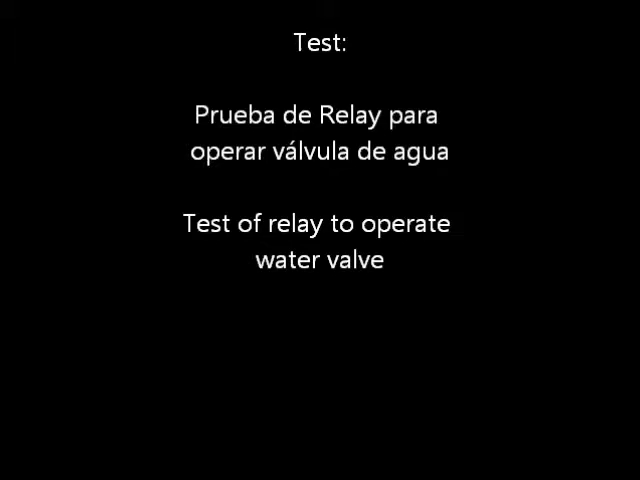 Test:
Prueba de Relay para
operar válvula de agua
Test of relay to operate
water valve